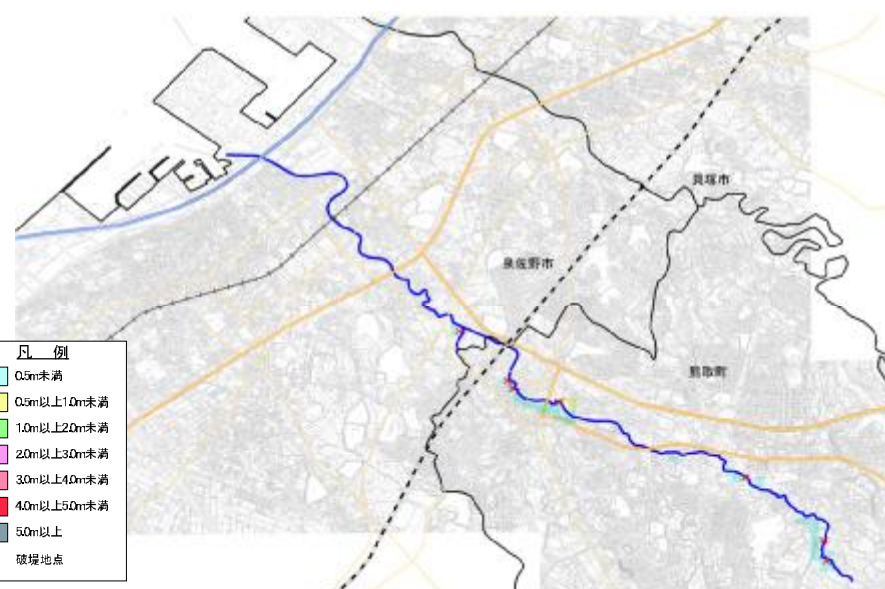 貝塚市
泉佐野市
熊取町
凡 例
0.5m未満
0.5m以上1.0m未満
1.0m以上2.0m未満
2.0m以上3.0m未満
3.0m以上4.0m未満
4.0m以上5.0m未満
5.0m以上
破堤地点